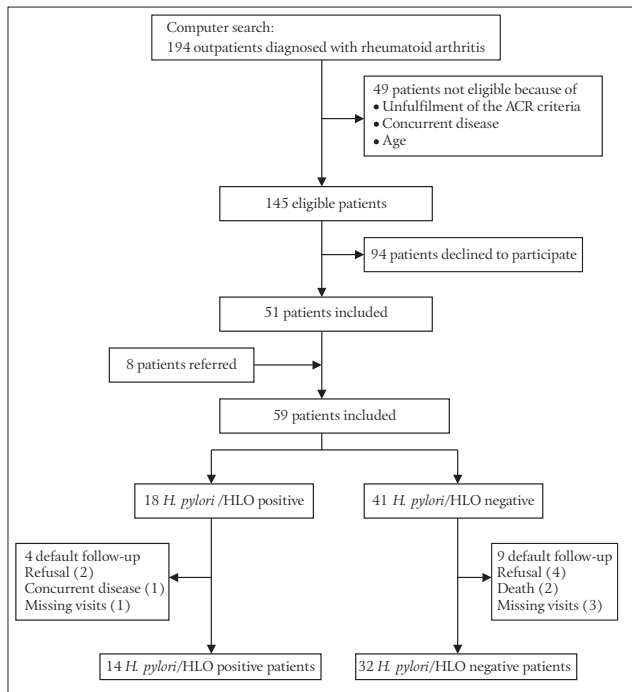 Computer search:
194 outpatients diagnosed with rheumatoid arthritis
49 patients not eligible because of
• Unfulfilment of the ACR criteria
• Concurrent disease
• Age
145 eligible patients
94 patients declined to participate
51 patients included
8 patients referred
59 patients included
18 H. pylori /HLO positive
41 H. pylori/HLO negative
4 default follow-up
Refusal (2)
Concurrent disease (1)
Missing visits (1)
9 default follow-up
Refusal (4)
Death (2)
Missing visits (3)
14 H. pylori/HLO positive patients
32 H. pylori/HLO negative patients